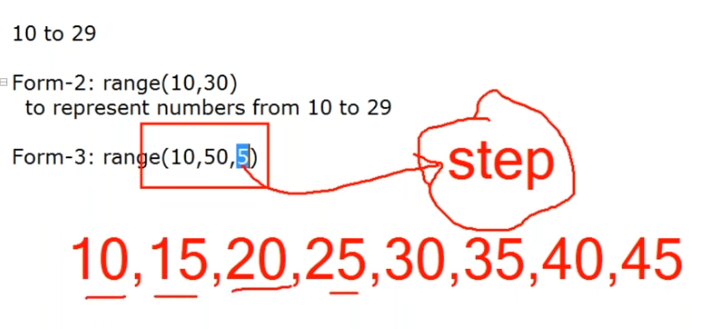 10 to 29
Form-2: range(10,30)
to represent numbers from 10 to 29
Form-3: range(10,50,5)
step
10,15,20,25,30,35,40,45